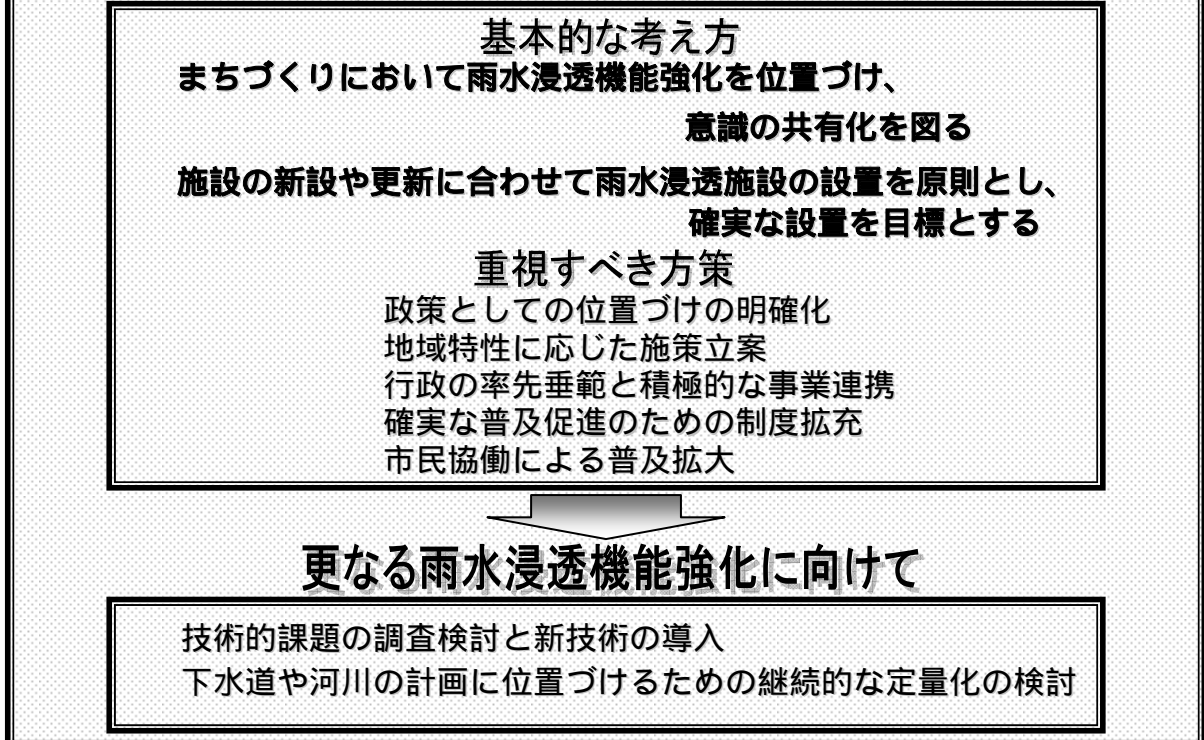 基本的な考え方
まちづくりにおいて雨水浸透機能強化を位置づけ、
意識の共有化を図る
施設の新設や更新に合わせて雨水浸透施設の設置を原則とし、
確実な設置を目標とする
重視すべき方策
政策としての位置づけの明確化
地域特性に応じた施策立案
行政の率先垂範と積極的な事業連携
確実な普及促進のための制度拡充
市民協働による普及拡大
更なる雨水浸透機能強化に向けて
技術的課題の調査検討と新技術の導入
下水道や河川の計画に位置づけるための継続的な定量化の検討